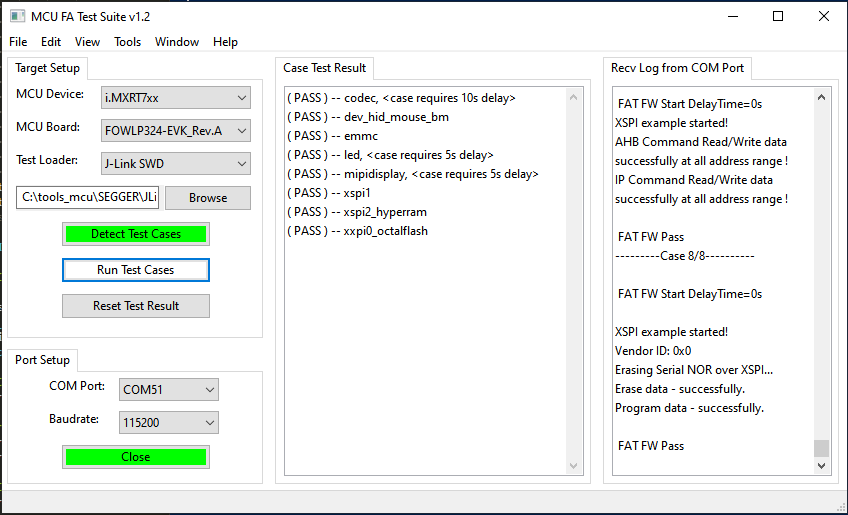 MCU FA Test Suite v1.2
File Edit View Tools Window Help
Target Setup
MCU Device: i.MXRT7xx
MCU Board: FOWLP324-EVK_Rev.A
Test Loader: J-Link SWD
C:\tools_mcu\SEGGER\JLi Browse
Detect Test Cases
Run Test Cases
Reset Test Result
Port Setup
COM Port: COM51
Baudrate: 115200
Close
Case Test Result
( PASS ) -- codec, <case requires 10s delay>
( PASS ) -- dev_hid_mouse_bm
( PASS ) -- emmc
( PASS ) -- led, <case requires 5s delay>
( PASS ) -- mipidisplay, <case requires 5s delay>
( PASS ) -- xspi1
( PASS ) -- xspi2_hyperram
( PASS ) -- xxpi0_octalflash
Recv Log from COM Port
FAT FW Start DelayTime=0s
XSPI example started!
AHB Command Read/Write data
successfully at all address range !
IP Command Read/Write data
successfully at all address range !
FAT FW Pass
---------Case 8/8----------
FAT FW Start DelayTime=0s
XSPI example started!
Vendor ID: 0x0
Erasing Serial NOR over XSPI...
Erase data - successfully.
Program data - successfully.
FAT FW Pass